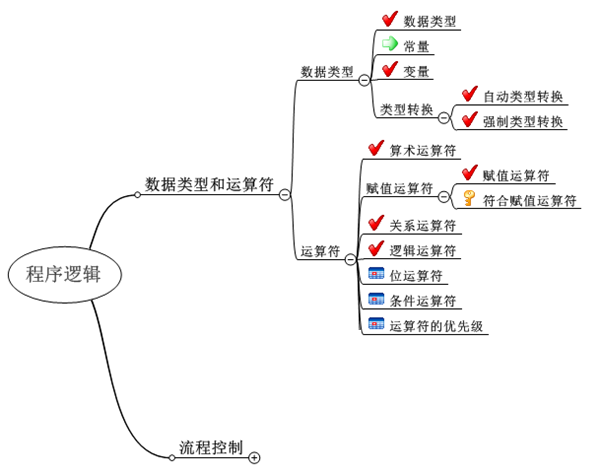 程序逻辑
数据类型和运算符
数据类型
数据类型
常量
变量
类型转换
自动类型转换
强制类型转换
运算符
算术运算符
赋值运算符
赋值运算符
符合赋值运算符
关系运算符
逻辑运算符
位运算符
条件运算符
运算符的优先级
流程控制